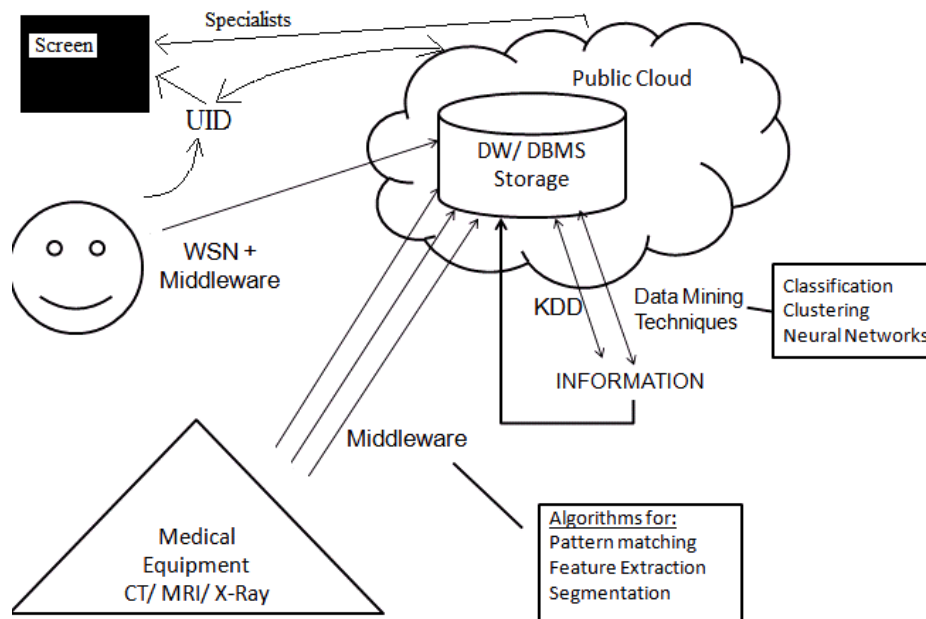 Specialists
Screen
Public Cloud
UID
DW/ DBMS
Storage
WSN +
Middleware
KDD
Data Mining
Techniques
Classification
Clustering
Neural Networks
INFORMATION
Middleware
Medical
Equipment
CT/ MRI/ X-Ray
Algorithms for:
Pattern matching
Feature Extraction
Segmentation